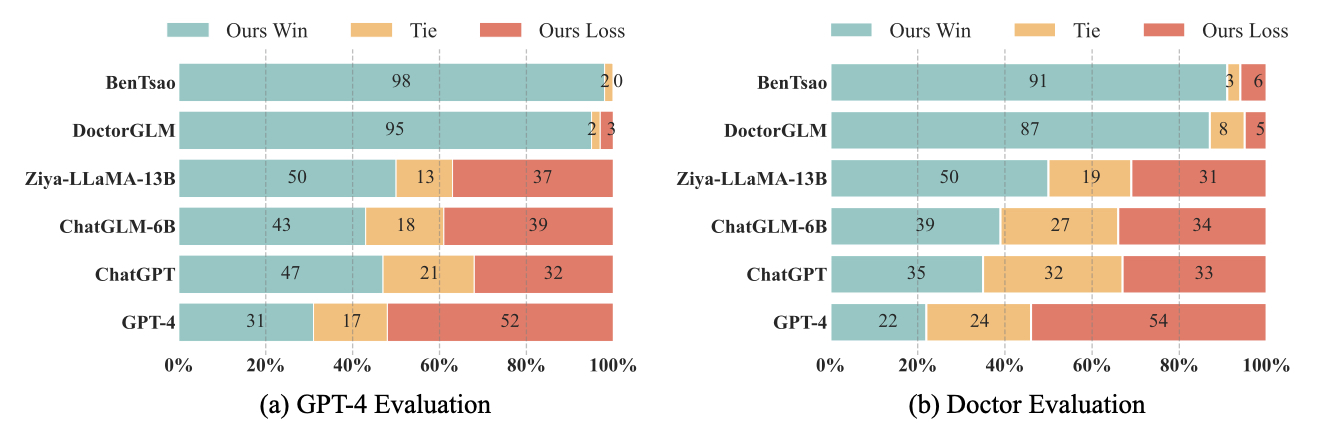 Ours Win Tie Ours Loss
BenTsao 98 2 0
DoctorGLM 95 2 3
Ziya-LLaMA-13B 50 13 37
ChatGLM-6B 43 18 39
ChatGPT 47 21 32
GPT-4 31 17 52
0% 20% 40% 60% 80% 100%
(a) GPT-4 Evaluation
Ours Win Tie Ours Loss
BenTsao 91 3 6
DoctorGLM 87 8 5
Ziya-LLaMA-13B 50 19 31
ChatGLM-6B 39 27 34
ChatGPT 35 32 33
GPT-4 22 24 54
0% 20% 40% 60% 80% 100%
(b) Doctor Evaluation